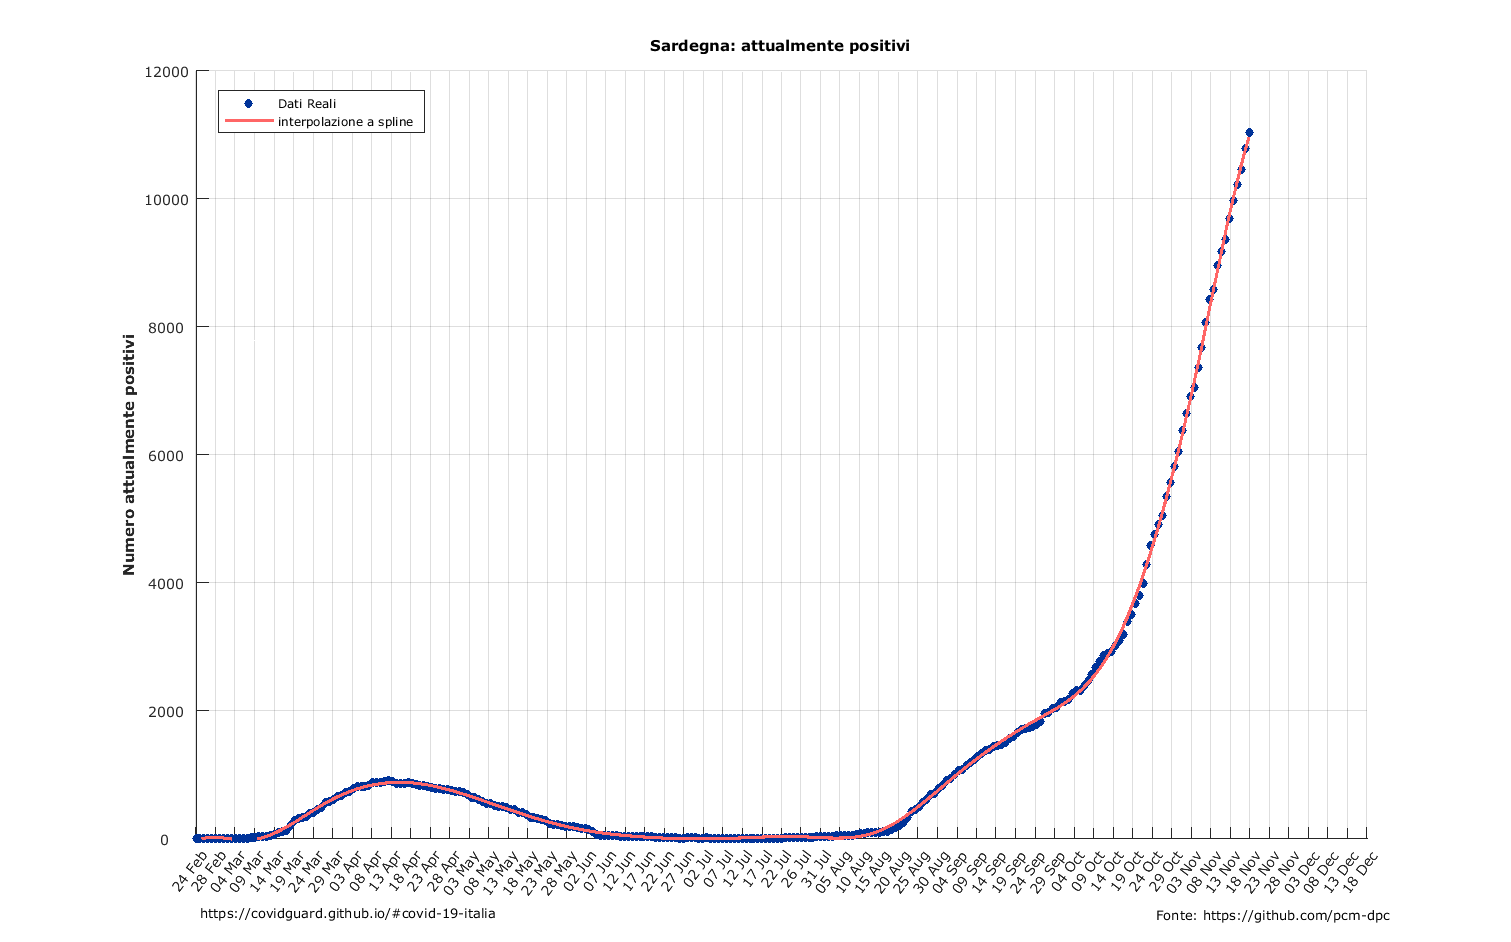 Sardegna: attualmente positivi
Dati Reali
interpolazione a spline
Numero attualmente positivi
12000
10000
8000
6000
4000
2000
0
24 Feb
28 Feb
04 Mar
09 Mar
14 Mar
19 Mar
24 Mar
29 Mar
03 Apr
08 Apr
13 Apr
18 Apr
23 Apr
28 Apr
03 May
08 May
13 May
18 May
23 May
28 May
02 Jun
07 Jun
12 Jun
17 Jun
22 Jun
27 Jun
02 Jul
07 Jul
12 Jul
17 Jul
22 Jul
26 Jul
31 Jul
05 Aug
10 Aug
15 Aug
20 Aug
25 Aug
30 Aug
04 Sep
09 Sep
14 Sep
19 Sep
24 Sep
29 Sep
04 Oct
09 Oct
14 Oct
19 Oct
24 Oct
29 Oct
03 Nov
08 Nov
13 Nov
18 Nov
23 Nov
28 Nov
03 Dec
08 Dec
13 Dec
18 Dec
https://covidguard.github.io/#covid-19-italia
Fonte: https://github.com/pcm-dpc